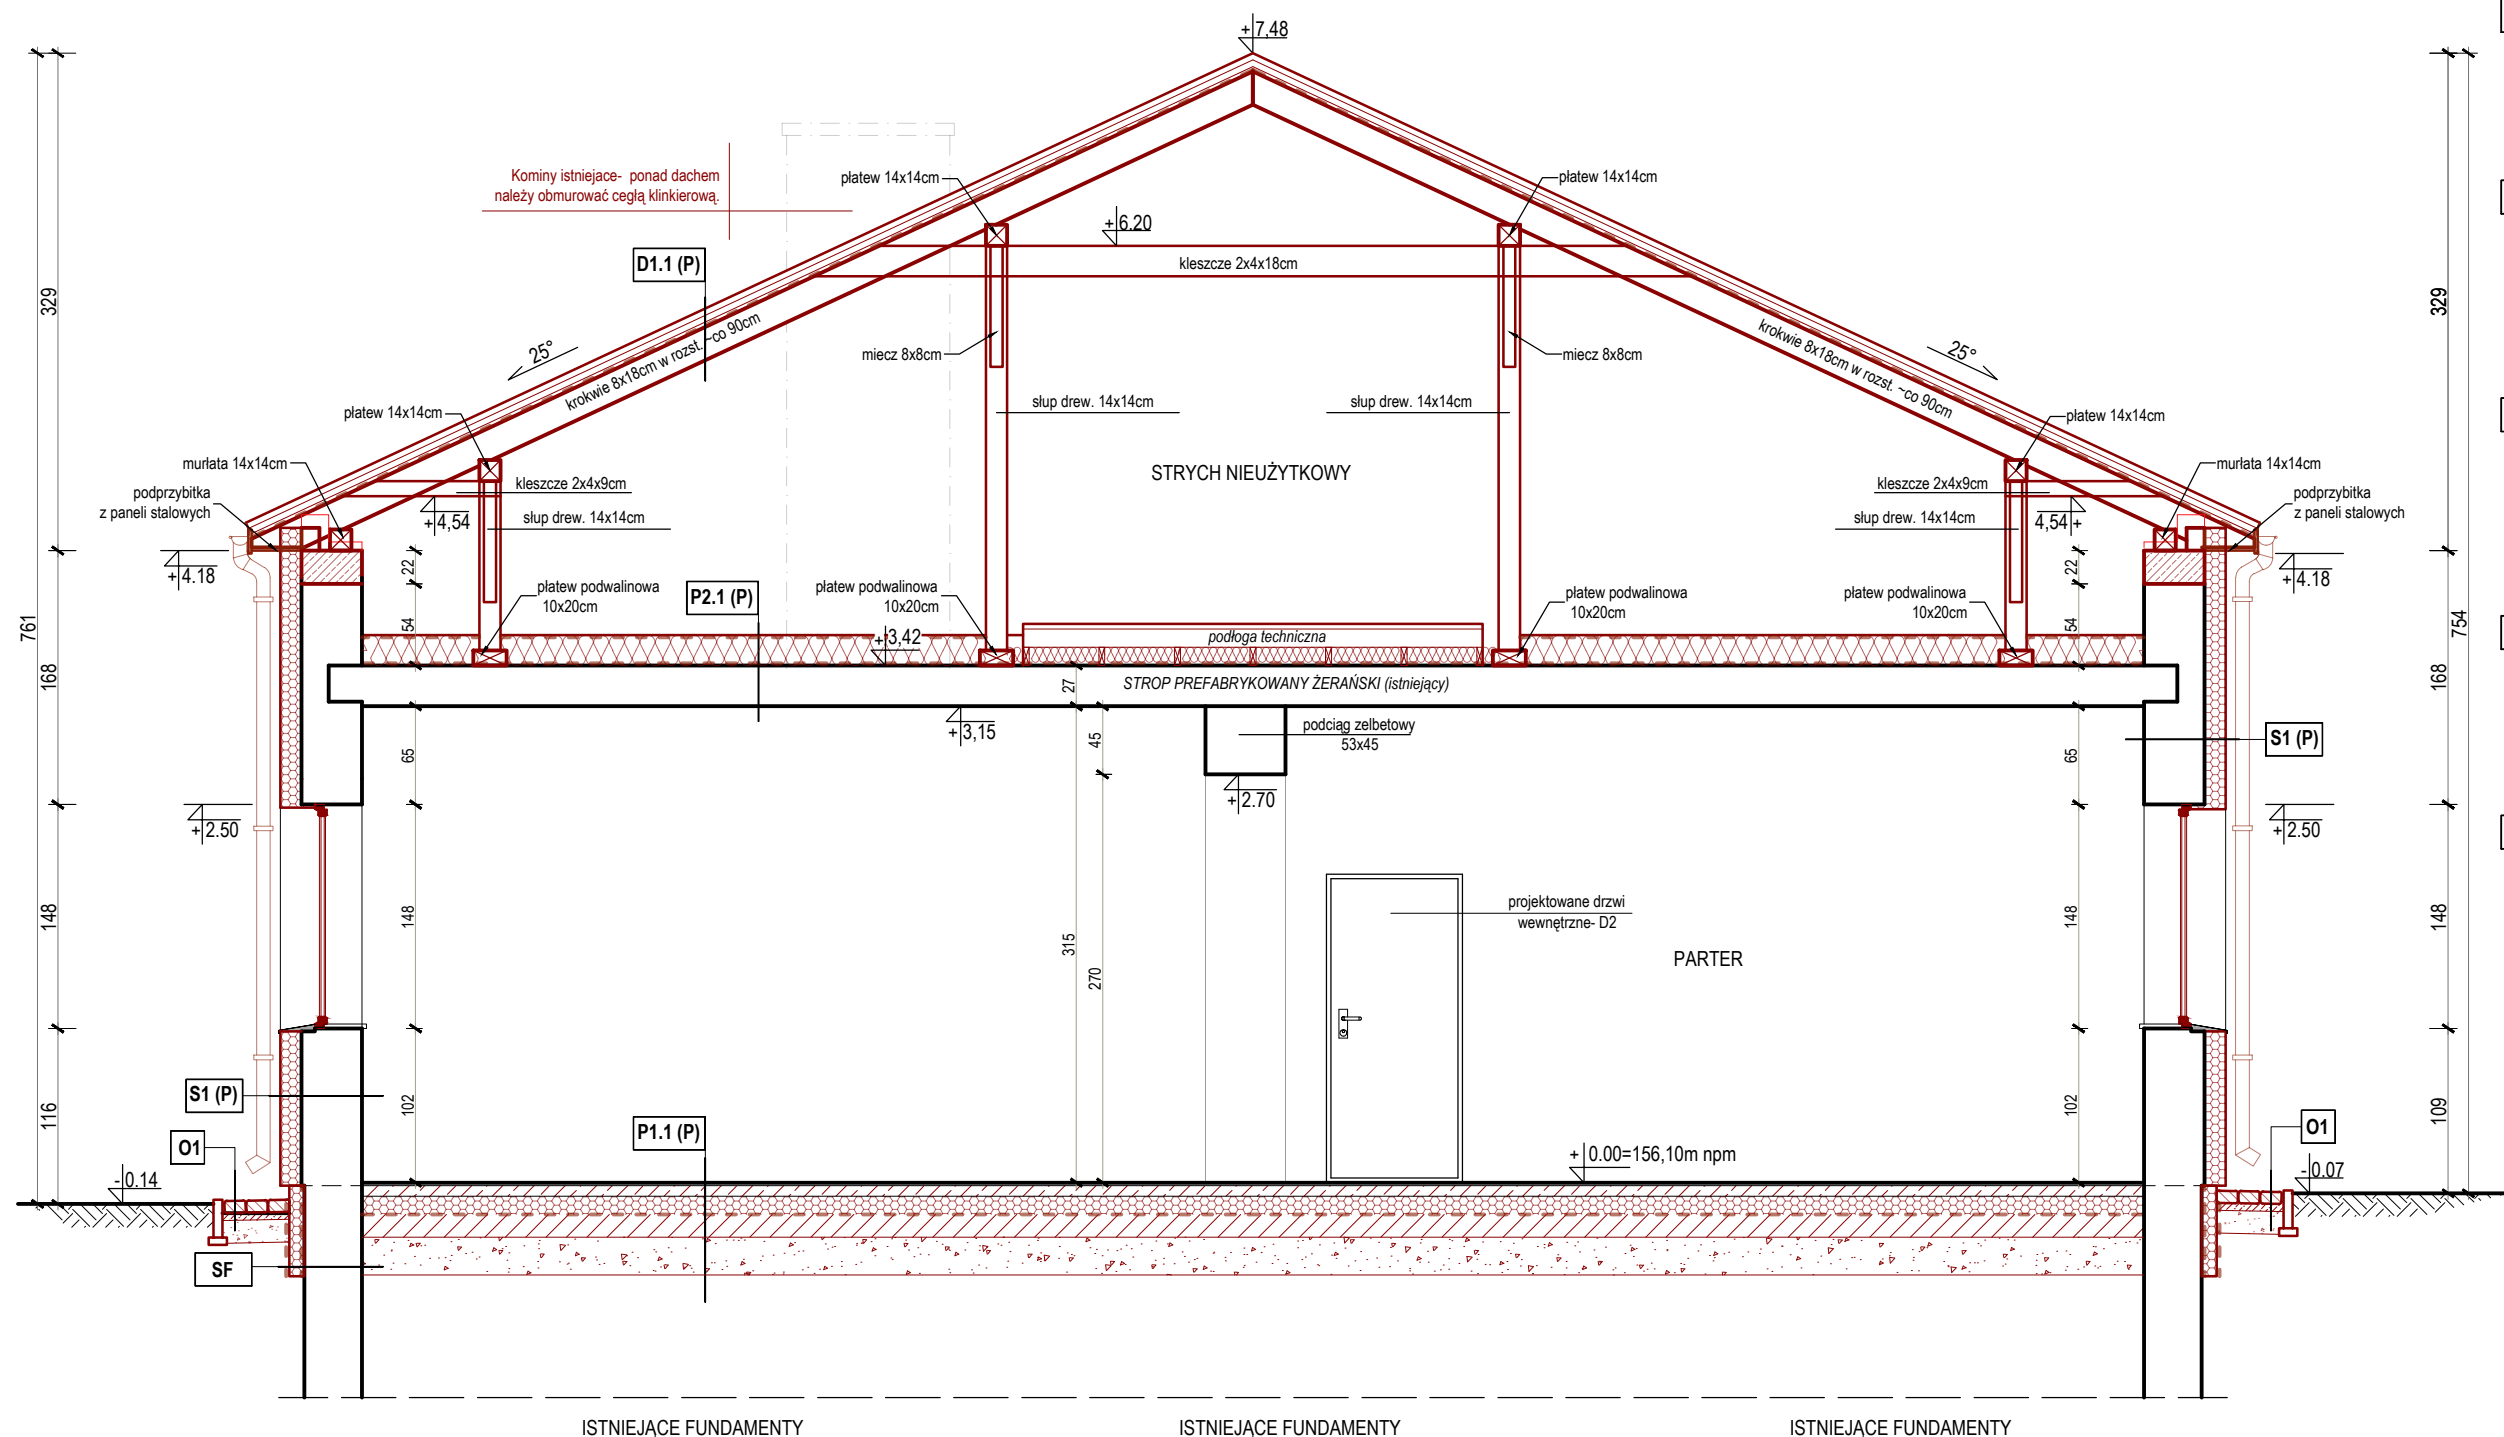 +7,48
Kominy istniejace- ponad dachem
należy obmurować cegłą klinkierową.
płatew 14x14cm
płatew 14x14cm
+6.20
D1.1 (P)
kleszcze 2x4x18cm
329
329
25°
krokwie 8x18cm w rozst. ~co 90cm
miecz 8x8cm
miecz 8x8cm
krokwie 8x18cm w rozst. ~co 90cm
25°
płatew 14x14cm
słup drew. 14x14cm
słup drew. 14x14cm
płatew 14x14cm
murłata 14x14cm
STRYCH NIEUŻYTKOWY
murłata 14x14cm
podprzybitka
z paneli stalowych
kleszcze 2x4x9cm
kleszcze 2x4x9cm
podprzybitka
z paneli stalowych
+4,54
słup drew. 14x14cm
słup drew. 14x14cm
4,54+
+4.18
22
22
+4.18
płatew podwalinowa
10x20cm
P2.1 (P)
płatew podwalinowa
10x20cm
płatew podwalinowa
10x20cm
płatew podwalinowa
10x20cm
761
54
+3,42
podłoga techniczna
54
754
168
27
STROP PREFABRYKOWANY ŻERAŃSKI (istniejący)
168
+3,15
podciąg zelbetowy
53x45
S1 (P)
65
45
65
+2.50
+2.70
+2.50
148
148
315
270
projektowane drzwi
wewnętrzne- D2
148
148
PARTER
S1 (P)
116
102
102
109
O1
P1.1 (P)
O1
+0.00=156,10m npm
-0.14
-0.07
SF
ISTNIEJĄCE FUNDAMENTY
ISTNIEJĄCE FUNDAMENTY
ISTNIEJĄCE FUNDAMENTY